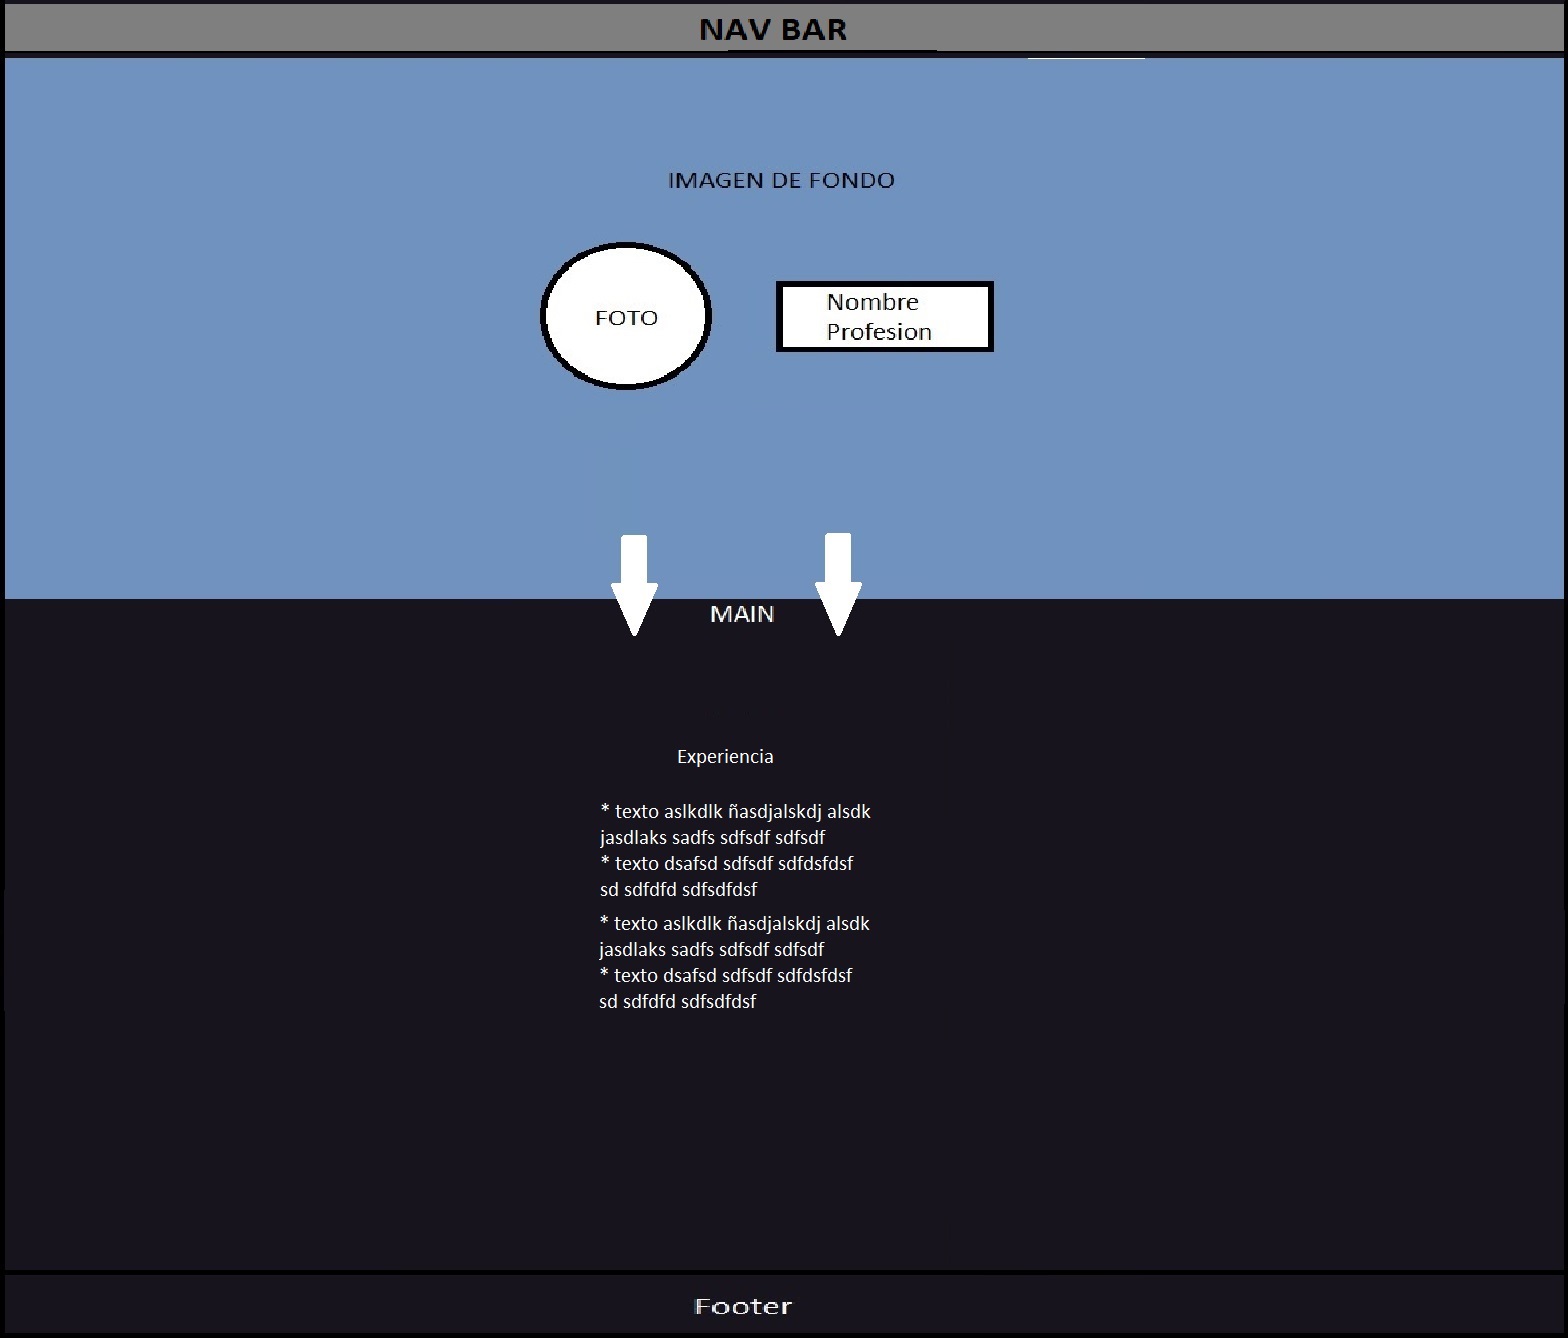 NAV BAR
IMAGEN DE FONDO
FOTO
Nombre
Profesion
MAIN
Experiencia
* texto aslkdlk ñasdjalskdj alsdk
jasdlaks sadfs sdfsdf sdfsdf
* texto dsafsd sdfsdf sdfdsfdsf
sd sdfdfd sdfsdfdsf
* texto aslkdlk ñasdjalskdj alsdk
jasdlaks sadfs sdfsdf sdfsdf
* texto dsafsd sdfsdf sdfdsfdsf
sd sdfdfd sdfsdfdsf
Footer